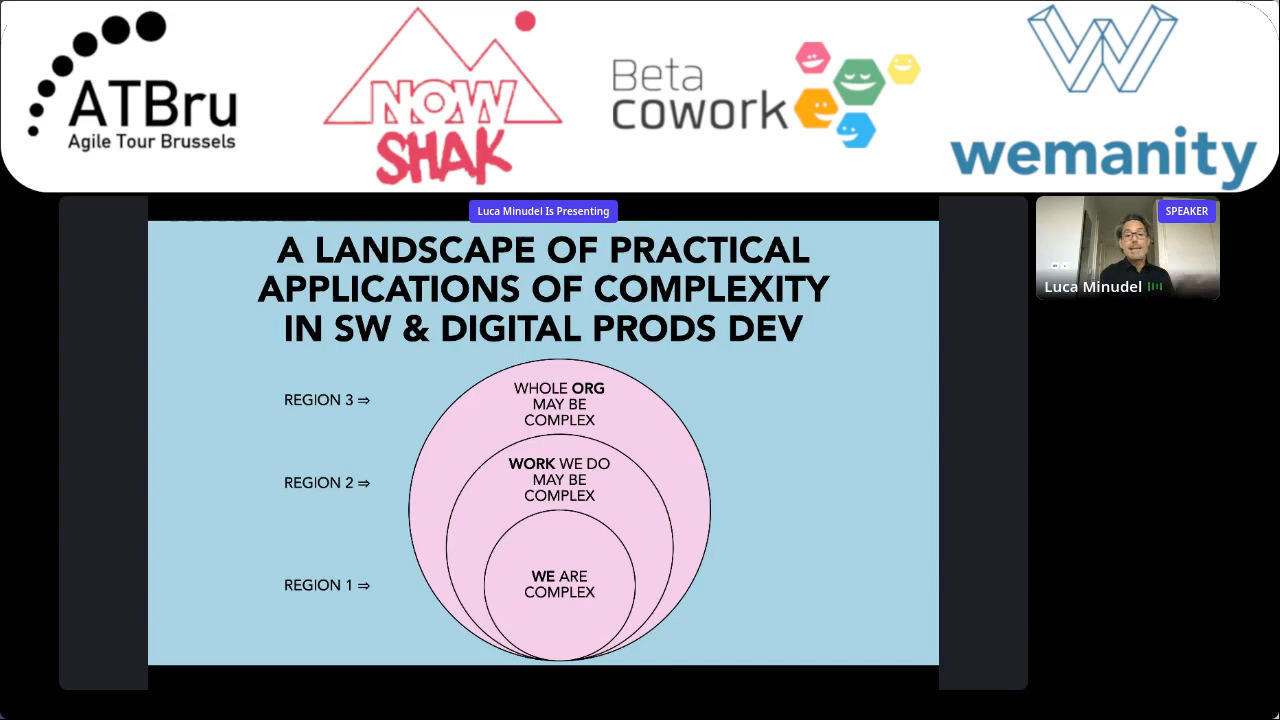 ATBru
Agile Tour Brussels
NOW
SHAK
Beta
cowork
wemanity
Luca Minudel Is Presenting
SPEAKER
Luca Minudel
A LANDSCAPE OF PRACTICAL
APPLICATIONS OF COMPLEXITY
IN SW & DIGITAL PRODS DEV
REGION 3 ⇒
WHOLE ORG
MAY BE
COMPLEX
REGION 2 ⇒
WORK WE DO
MAY BE
COMPLEX
REGION 1 ⇒
WE ARE
COMPLEX